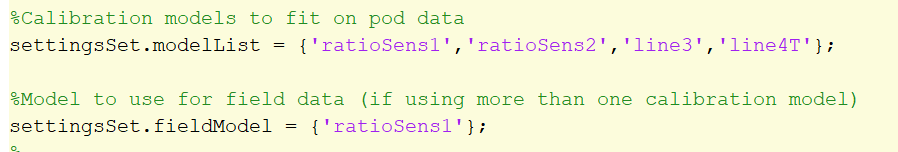 %Calibration models to fit on pod data
settingsSet.modelList = {'ratioSens1','ratioSens2','line3','line4T'};
%Model to use for field data (if using more than one calibration model)
settingsSet.fieldModel = {'ratioSens1'};